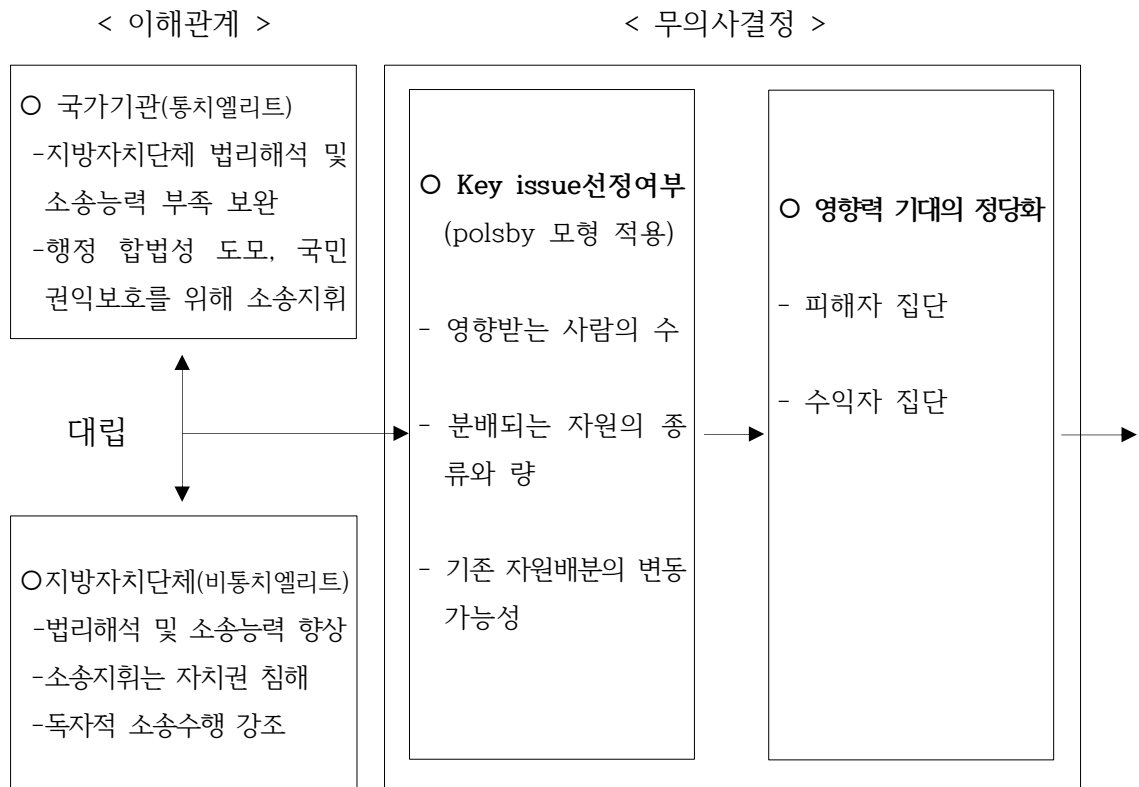 < 이해관계 >
< 무의사결정 >
○ 국가기관(통치엘리트)
-지방자치단체 법리해석 및
소송능력 부족 보완
-행정 합법성 도모, 국민
권익보호를 위해 소송지휘
대립
○지방자치단체(비통치엘리트)
-법리해석 및 소송능력 향상
-소송지휘는 자치권 침해
-독자적 소송수행 강조
○ Key issue선정여부
(polsby 모형 적용)
- 영향받는 사람의 수
- 분배되는 자원의 종
류와 량
- 기존 자원배분의 변동
가능성
○ 영향력 기대의 정당화
- 피해자 집단
- 수익자 집단